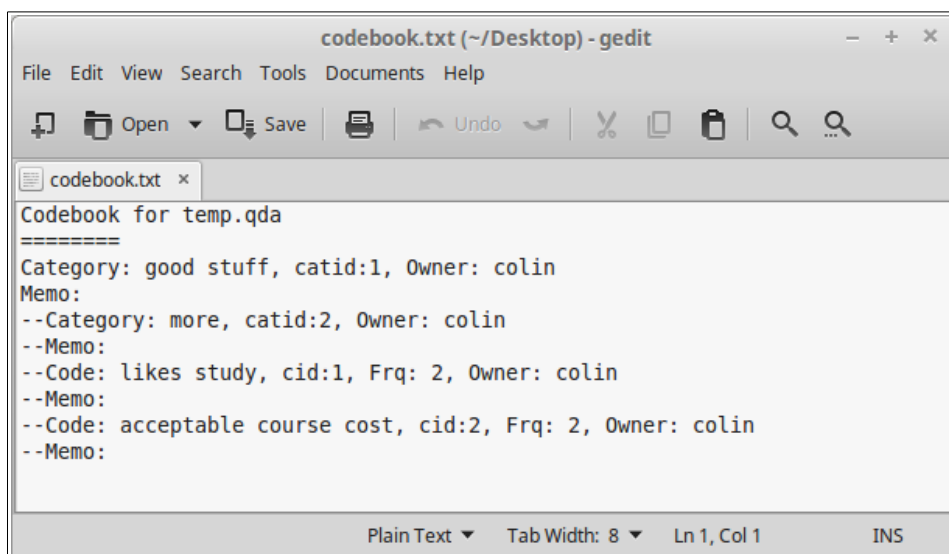 codebook.txt (~/Desktop) - gedit
File Edit View Search Tools Documents Help
Open Save Undo
codebook.txt
Codebook for temp.qda
========
Category: good stuff, catid:1, Owner: colin
Memo:
--Category: more, catid:2, Owner: colin
--Memo:
--Code: likes study, cid:1, Frq: 2, Owner: colin
--Memo:
--Code: acceptable course cost, cid:2, Frq: 2, Owner: colin
--Memo:
Plain Text Tab Width: 8 Ln 1, Col 1 INS